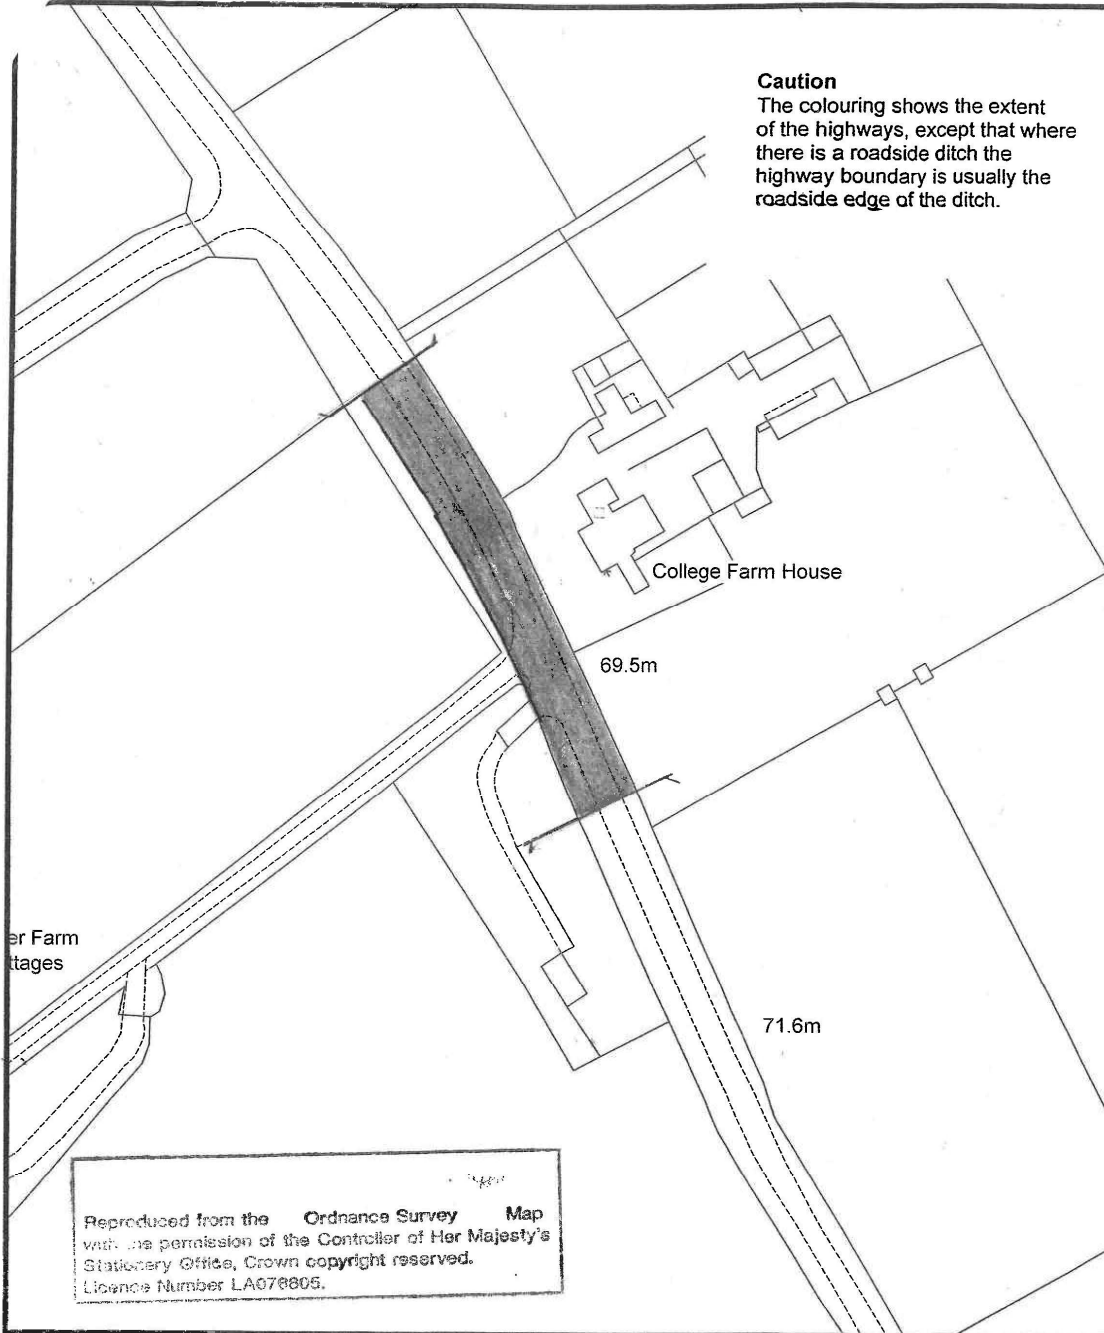 Caution
The colouring shows the extent
of the highways, except that where
there is a roadside ditch the
highway boundary is usually the
roadside edge of the ditch.
College Farm House
69.5m
er Farm
ttages
71.6m
Reproduced from the Ordnance Survey Map
with the permission of the Controller of Her Majesty's
Stationery Office, Crown copyright reserved.
Licence Number LA078805.